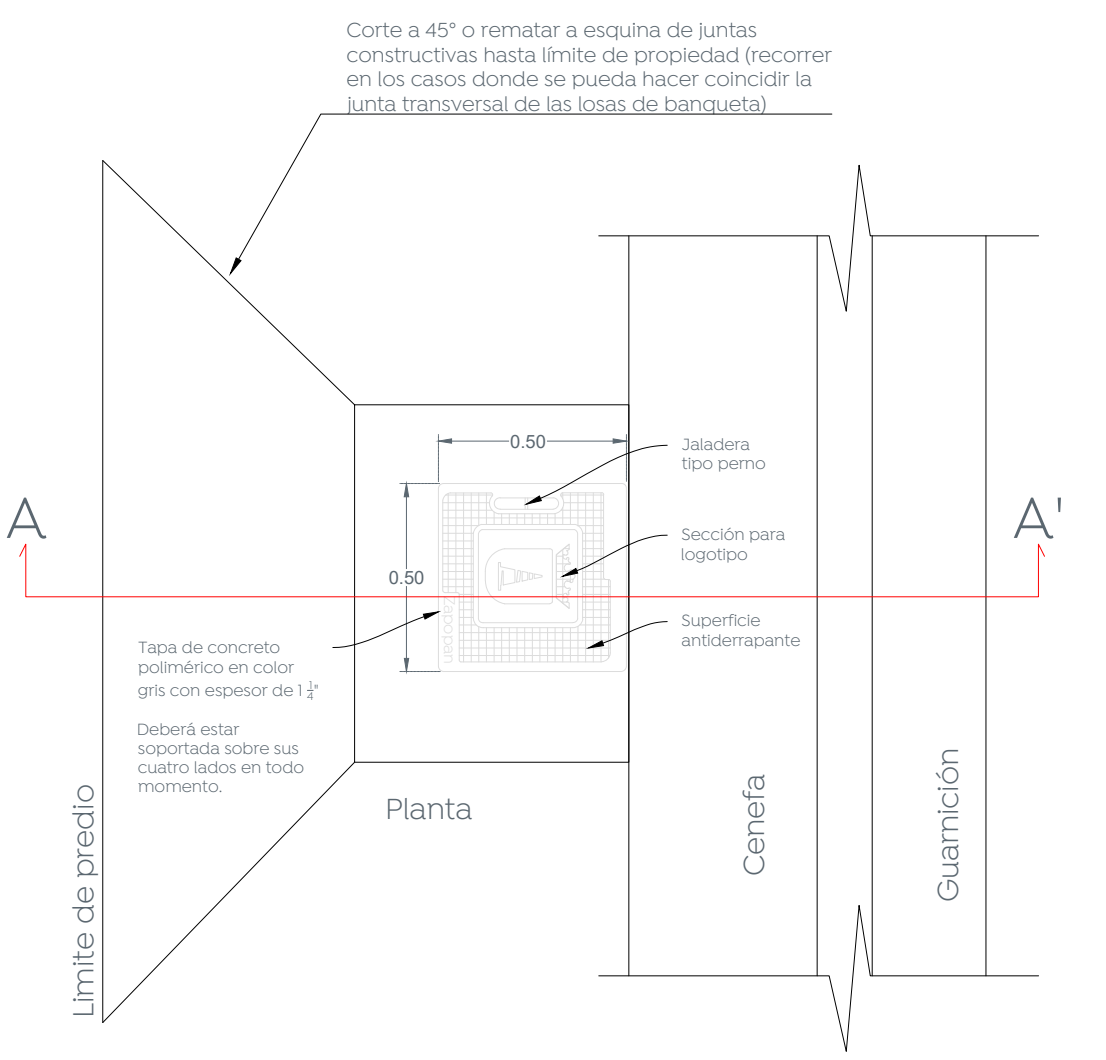 Corte a 45° o rematar a esquina de juntas
constructivas hasta límite de propiedad (recorrer
en los casos donde se pueda hacer coincidir la
junta transversal de las losas de banqueta)
0.50
Jaladera
tipo perno
A
A'
Sección para
logotipo
0.50
Superficie
antiderrapante
Zapopan
Tapa de concreto
polimérico en color
gris con espesor de 1 1/4"
Deberá estar
soportada sobre sus
cuatro lados en todo
momento.
Planta
Limite de predio
Cenefa
Guarnición